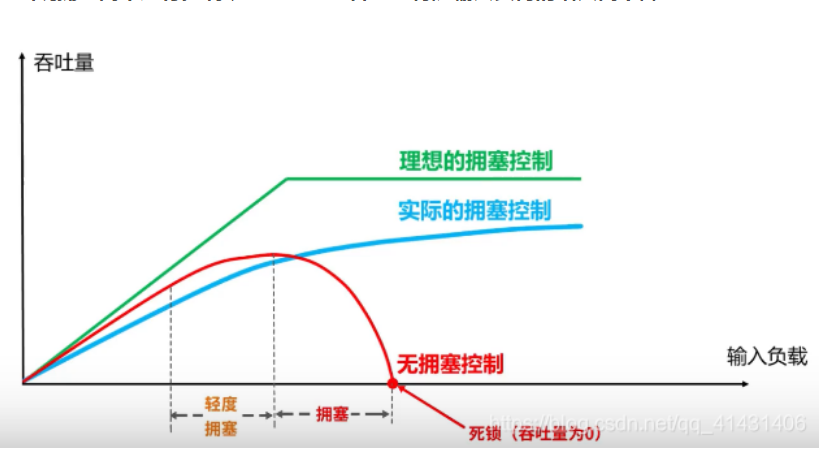 吞吐量
理想的拥塞控制
实际的拥塞控制
无拥塞控制
输入负载
轻度
拥塞
拥塞
死锁（吞吐量为0）
https://blog.csdn.net/qq_41431406